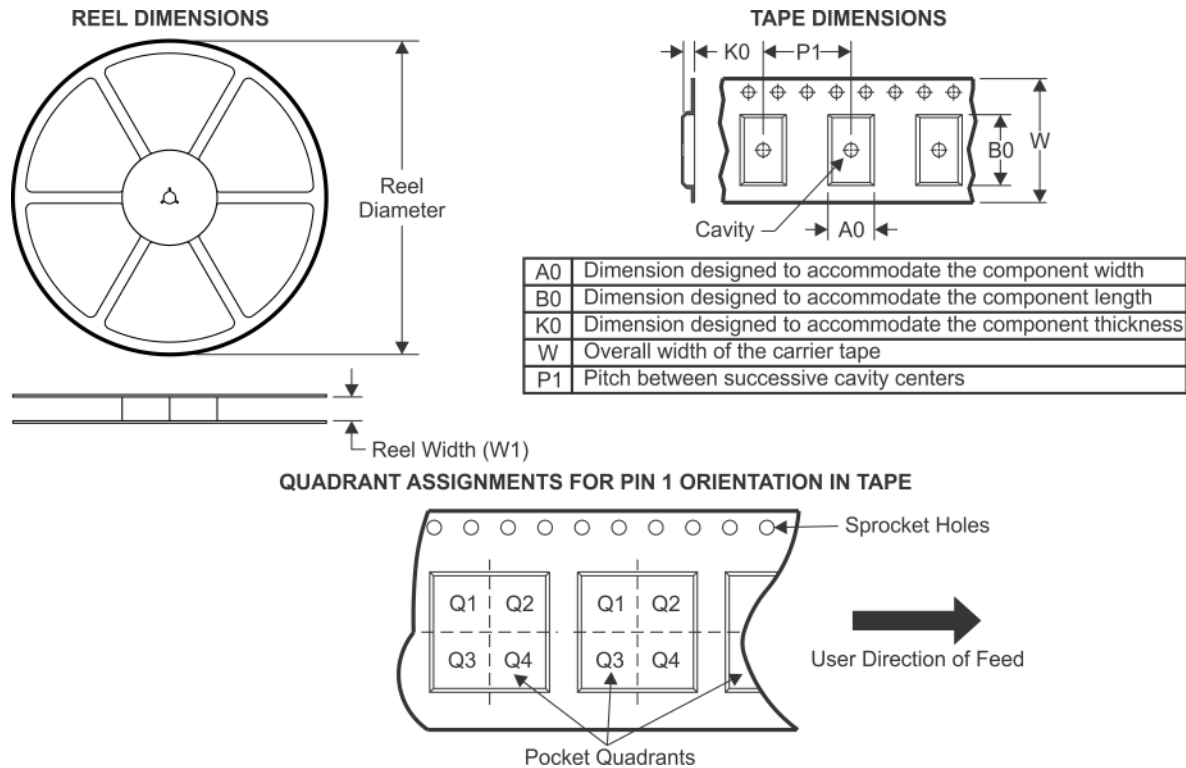 REEL DIMENSIONS
Reel
Diameter
Reel Width (W1)
TAPE DIMENSIONS
K0
P1
B0
W
Cavity
A0
A0 Dimension designed to accommodate the component width
B0 Dimension designed to accommodate the component length
K0 Dimension designed to accommodate the component thickness
W Overall width of the carrier tape
P1 Pitch between successive cavity centers
QUADRANT ASSIGNMENTS FOR PIN 1 ORIENTATION IN TAPE
Sprocket Holes
Q1 Q2 Q1 Q2
Q3 Q4 Q3 Q4
User Direction of Feed
Pocket Quadrants